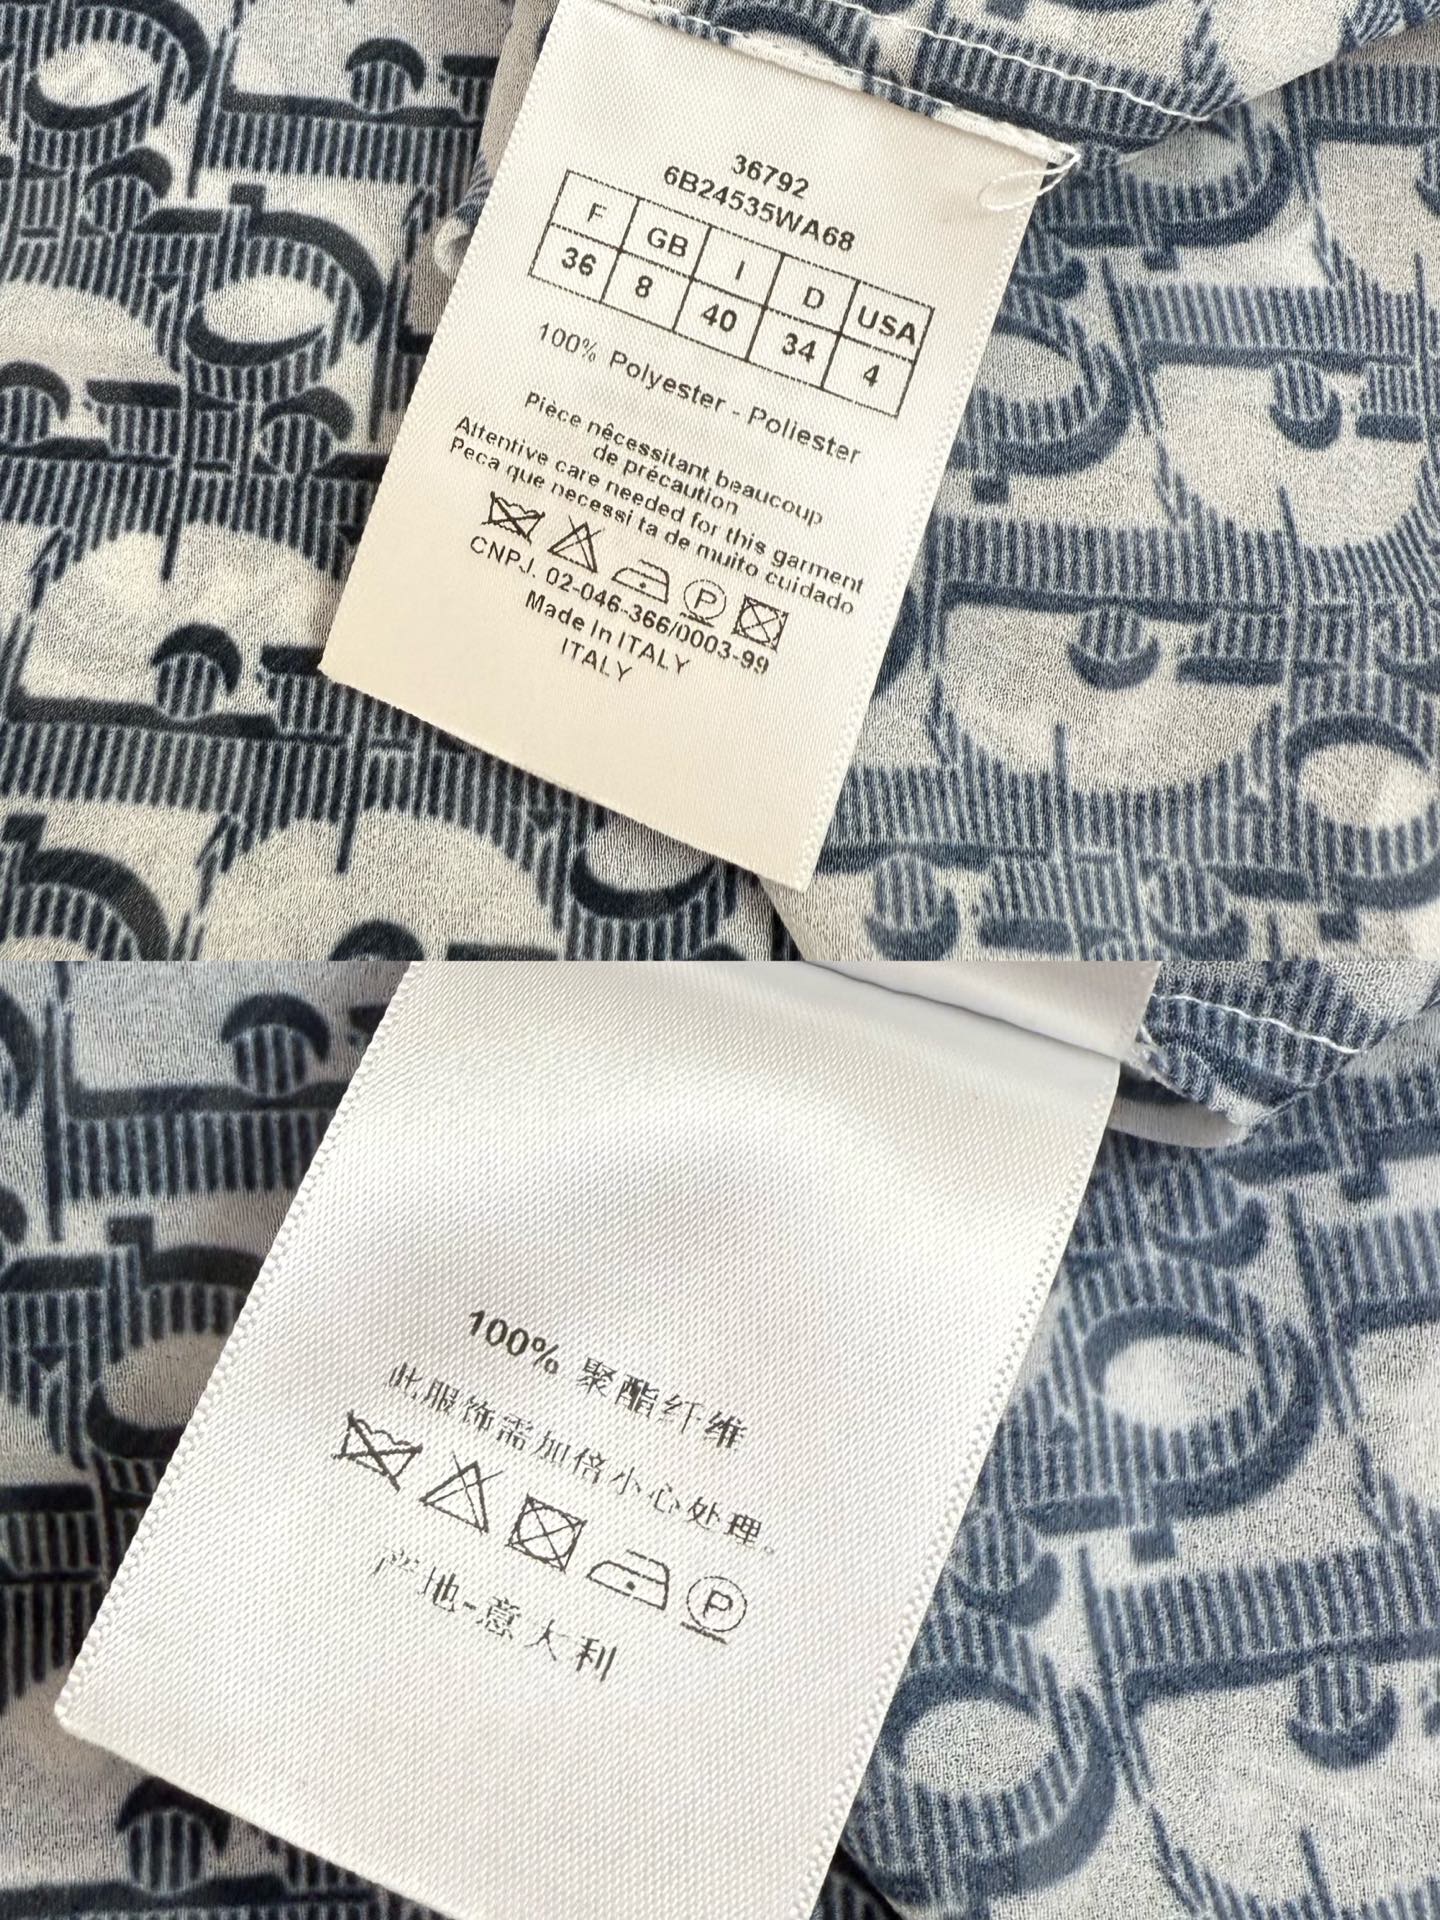 36792
6B24535WA68
F GB I D USA
36 8 40 34 4
100% Polyester - Poliester
Pièce nêcessitant beaucoup
de précaution
Attentive care needed for this garment
Peca que necessi ta de muito cuidado
P
CNPJ. 02-046-366/0003-99
Made In ITALY
ITALY
100% 聚酯纤维
此服饰需加倍小心处理。
P
产地-意大利